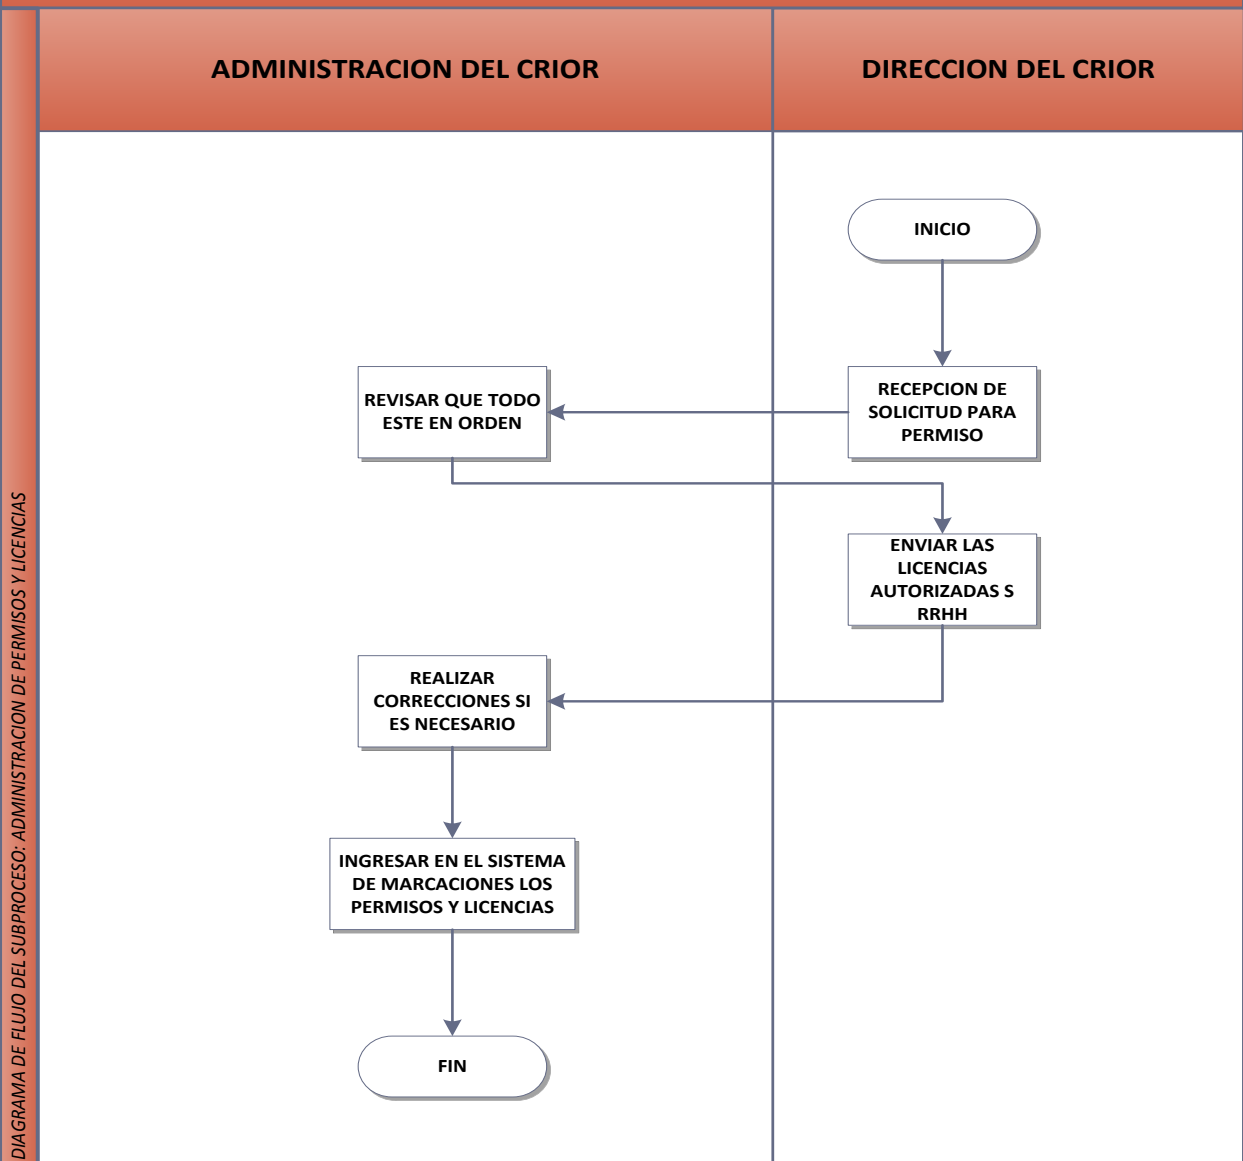 ADMINISTRACION DEL CRIOR
DIRECCION DEL CRIOR
DIAGRAMA DE FLUJO DEL SUBPROCESO: ADMINISTRACION DE PERMISOS Y LICENCIAS
INICIO
RECEPCION DE
SOLICITUD PARA
PERMISO
REVISAR QUE TODO
ESTE EN ORDEN
ENVIAR LAS
LICENCIAS
AUTORIZADAS S
RRHH
REALIZAR
CORRECCIONES SI
ES NECESARIO
INGRESAR EN EL SISTEMA
DE MARCACIONES LOS
PERMISOS Y LICENCIAS
FIN